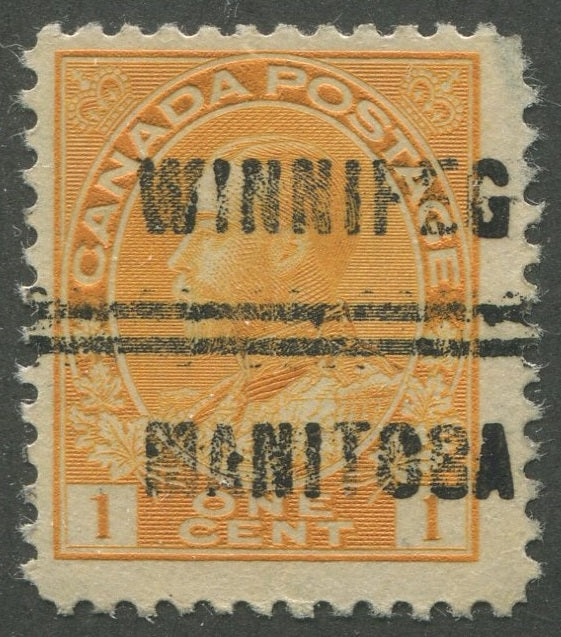 CANADA POSTAGE
WINNIPEG
MANITOBA
1 ONE 1
CENT